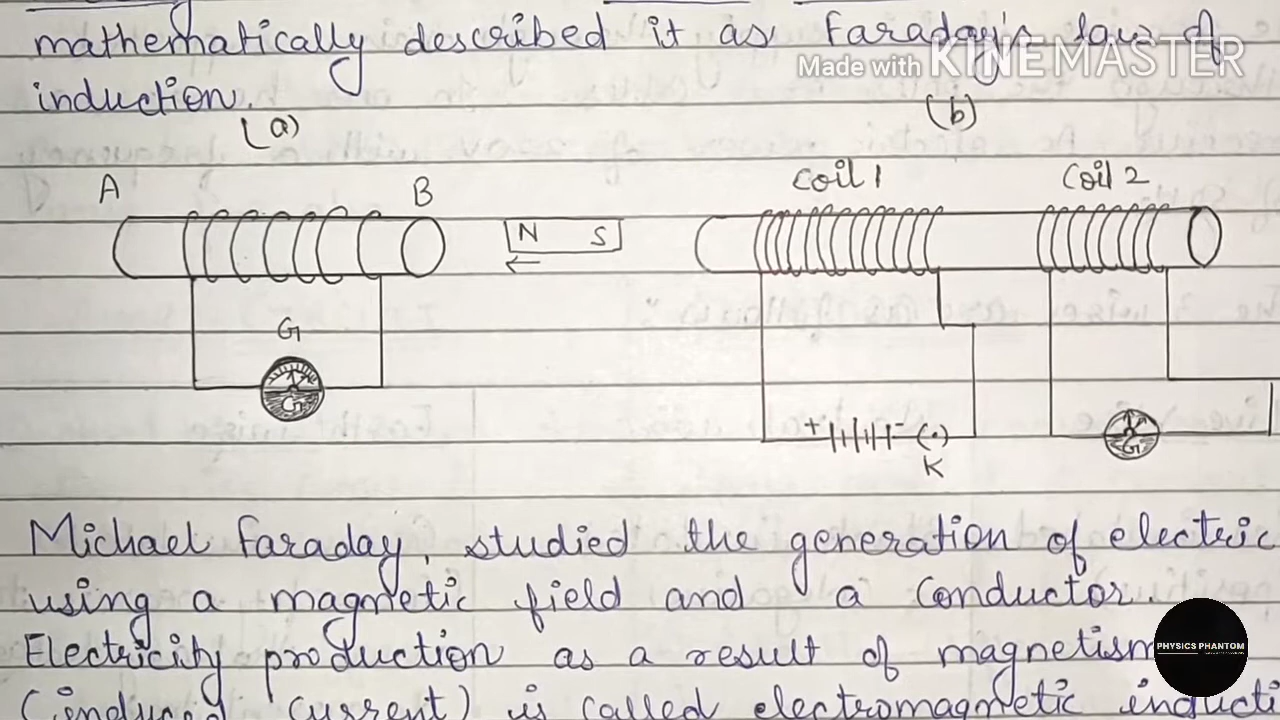 mathematically described it as Faraday's law of
Made with KINEMASTER
induction.
(a)
(b)
A
B
Coil 1
Coil 2
N S
G
G
+ -
K
G
Michael Faraday, studied the generation of electric
using a magnetic field and a Conductor.
Electricity production as a result of magnetism
PHYSICS PHANTOM
(induced current) is called electromagnetic inducti